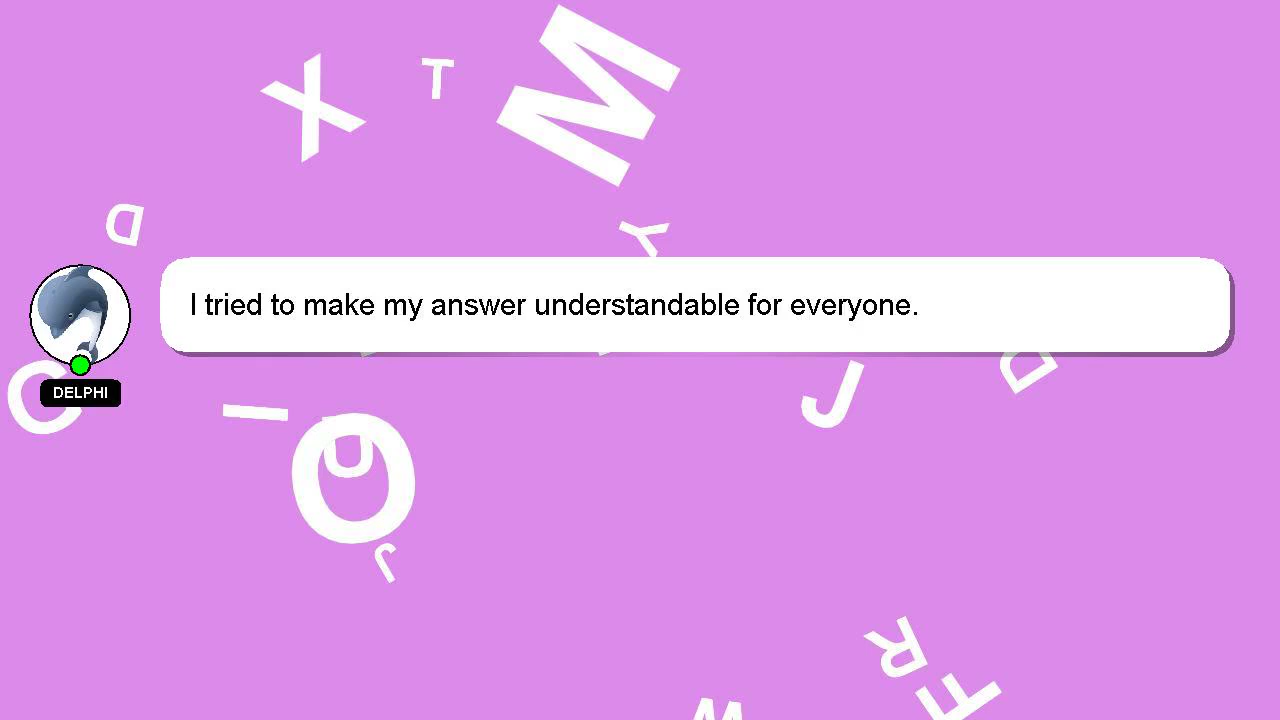 X
T
M
D
Y
I tried to make my answer understandable for everyone.
DELPHI
C
I
O
U
J
D
J
R
F
W